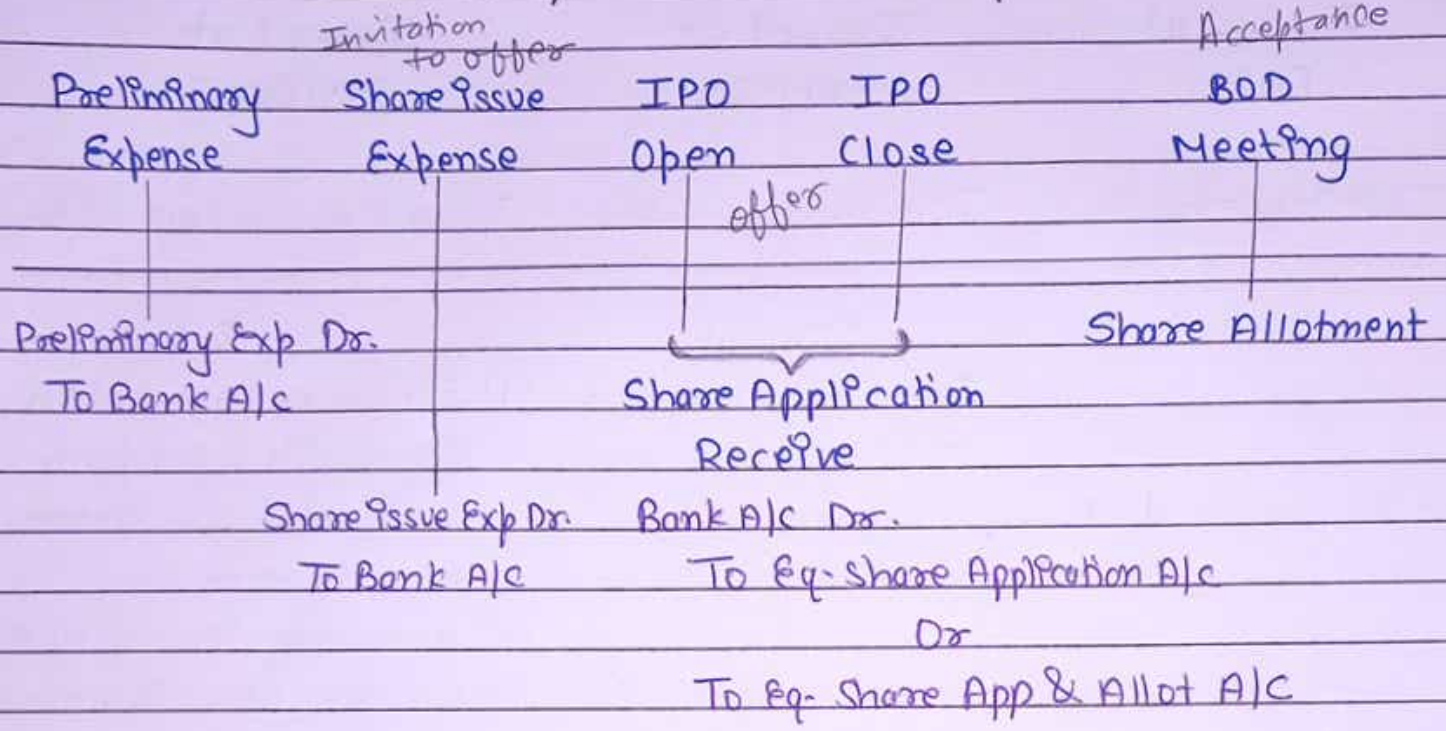 Invitation Acceptance
to offer
Preliminary Share issue IPO IPO BOD
Expense Expense Open Close Meeting
offer
Preliminary Exp Dr. Share Allotment
To Bank A/c Share Application
Receive
Share issue Exp Dr. Bank A/c Dr.
To Bank A/c To Eq-Share Application A/c
Or
To Eq- Share App & Allot A/C